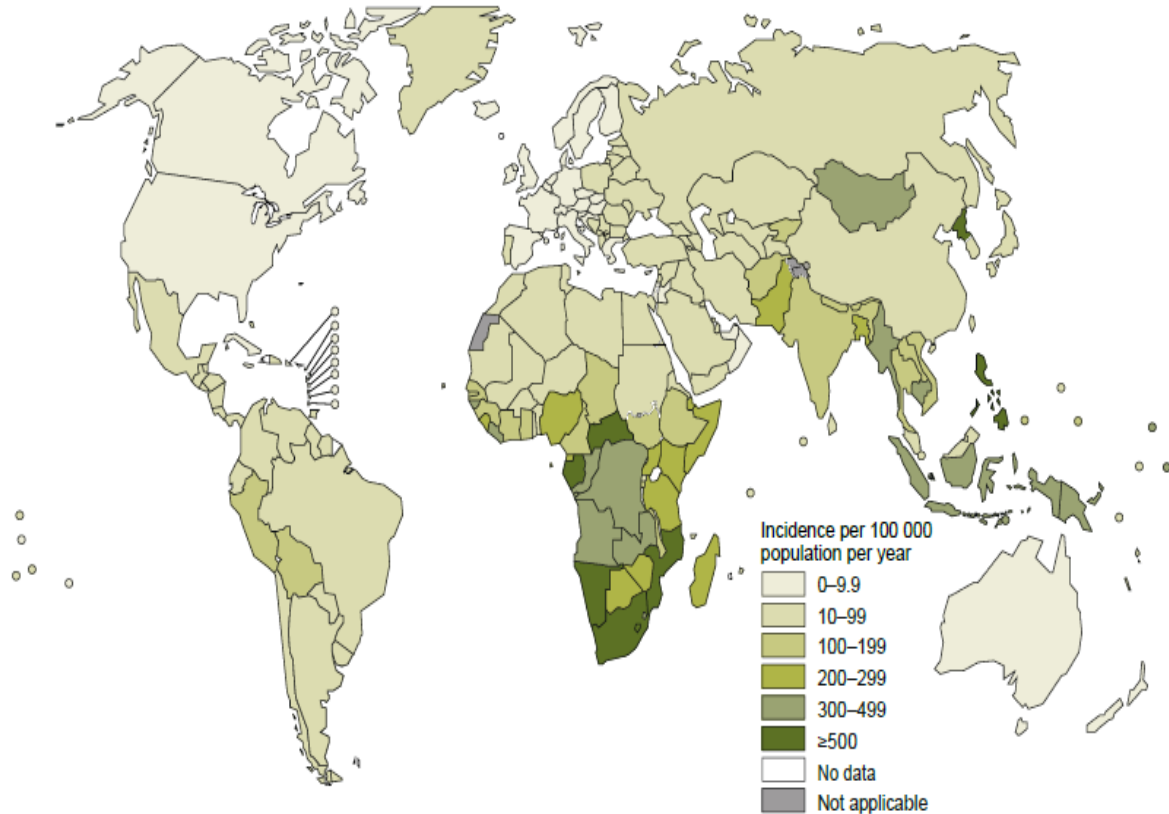 Incidence per 100 000
population per year
0–9.9
10–99
100–199
200–299
300–499
≥500
No data
Not applicable